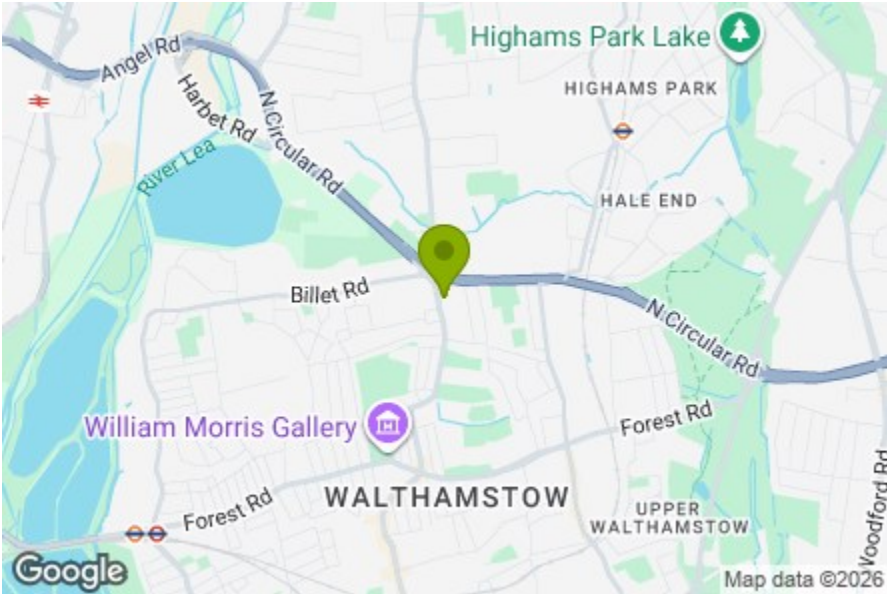 Higham's Park Lake
Angel Rd
HIGHAMS PARK
Harbet Rd
N Circular Rd
River Lea
HALE END
Billet Rd
N Circular Rd
William Morris Gallery
Forest Rd
WALTHAMSTOW
Forest Rd
UPPER
WALTHAMSTOW
Woodford Rd
Google
Map data ©2026